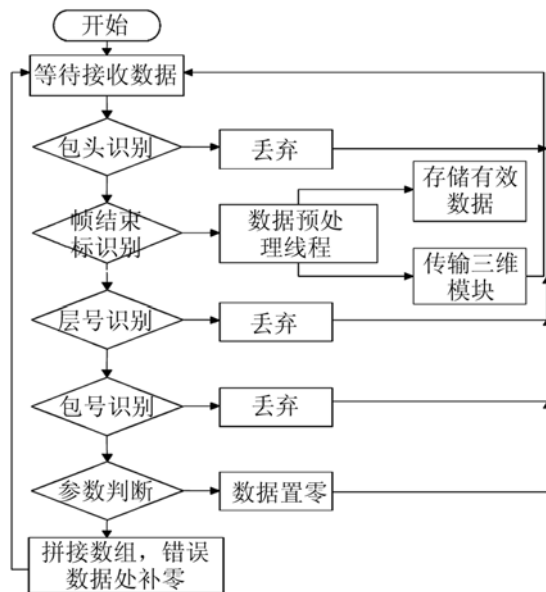 开始
等待接收数据
包头识别
丢弃
帧结束
标识别
数据预处
理线程
存储有效
数据
传输三维
模块
层号识别
丢弃
包号识别
丢弃
参数判断
数据置零
拼接数组，错误
数据处补零